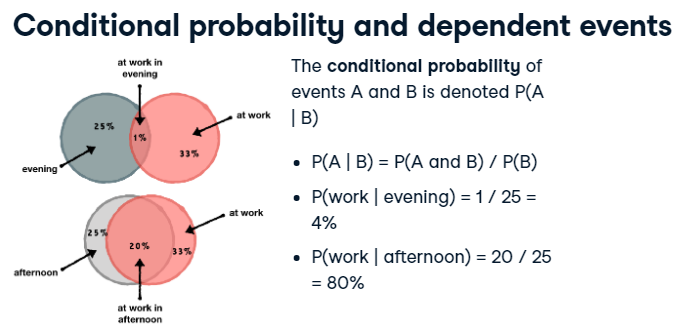 Conditional probability and dependent events
at work in
evening
25%
1%
at work
33%
evening
at work
25%
20%
33%
afternoon
at work in
afternoon
The conditional probability of
events A and B is denoted P(A
| B)
• P(A | B) = P(A and B) / P(B)
• P(work | evening) = 1 / 25 =
4%
• P(work | afternoon) = 20 / 25
= 80%